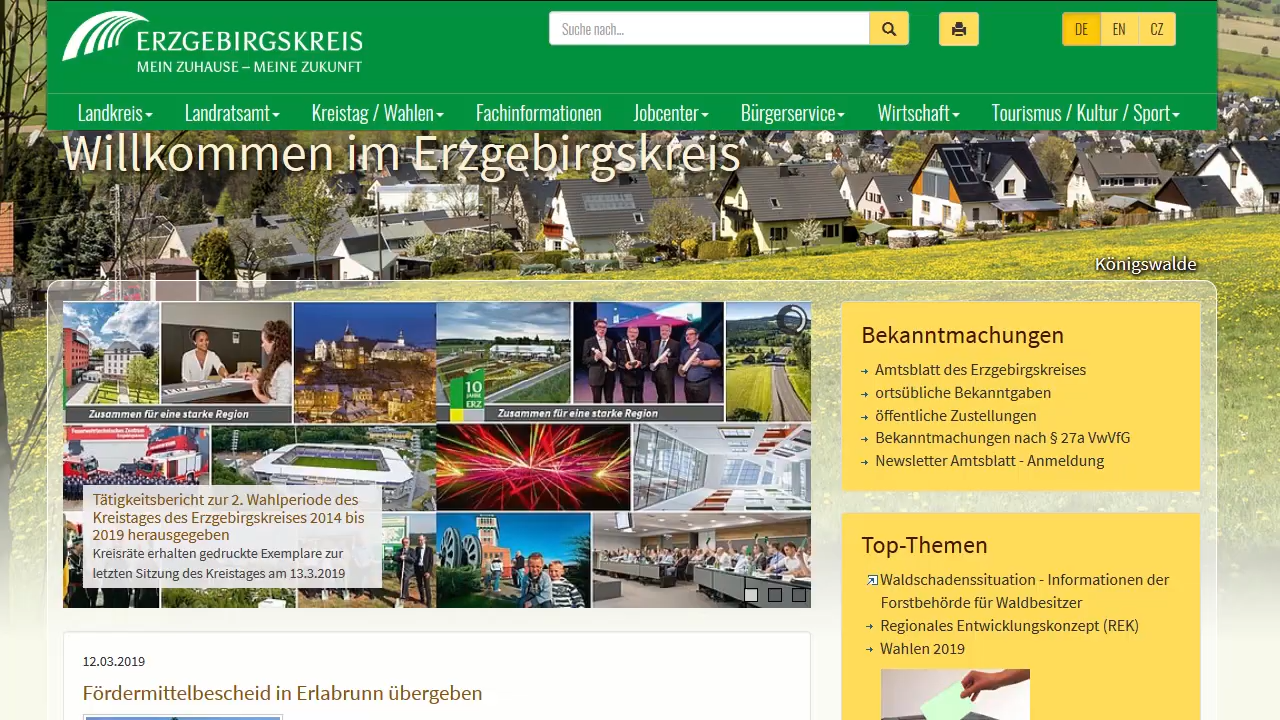 ERZGEBIRGSKREIS
MEIN ZUHAUSE – MEINE ZUKUNFT
Suche nach...
DE EN CZ
Landkreis Landratsamt Kreistag / Wahlen Fachinformationen Jobcenter Bürgerservice Wirtschaft Tourismus / Kultur / Sport
Willkommen im Erzgebirgskreis
Königswalde
10
JAHRE
ERZ
Zusammen für eine starke Region
Zusammen für eine starke Region
Feuerwehrtechnisches Zentrum
Tätigkeitsbericht zur 2. Wahlperiode des
Kreistages des Erzgebirgskreises 2014 bis
2019 herausgegeben
Kreisräte erhalten gedruckte Exemplare zur
letzten Sitzung des Kreistages am 13.3.2019
12.03.2019
Fördermittelbescheid in Erlabrunn übergeben
Bekanntmachungen
Amtsblatt des Erzgebirgskreises
ortsübliche Bekanntgaben
öffentliche Zustellungen
Bekanntmachungen nach § 27a VwVfG
Newsletter Amtsblatt - Anmeldung
Top-Themen
Waldschadenssituation - Informationen der
Forstbehörde für Waldbesitzer
Regionales Entwicklungskonzept (REK)
Wahlen 2019